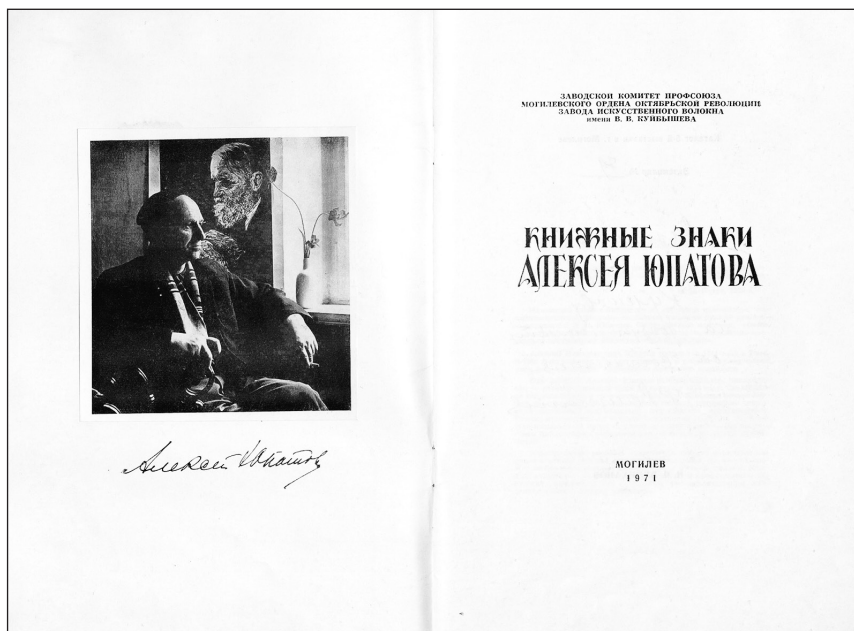 Алексей Юпатов
ЗАВОДСКОЙ КОМИТЕТ ПРОФСОЮЗА
МОГИЛЕВСКОГО ОРДЕНА ОКТЯБРЬСКОЙ РЕВОЛЮЦИИ
ЗАВОДА ИСКУССТВЕННОГО ВОЛОКНА
имени В. В. КУЙБЫШЕВА
КНИЖНЫЕ ЗНАКИ
АЛЕКСЕЯ ЮПАТОВА
МОГИЛЕВ
1971